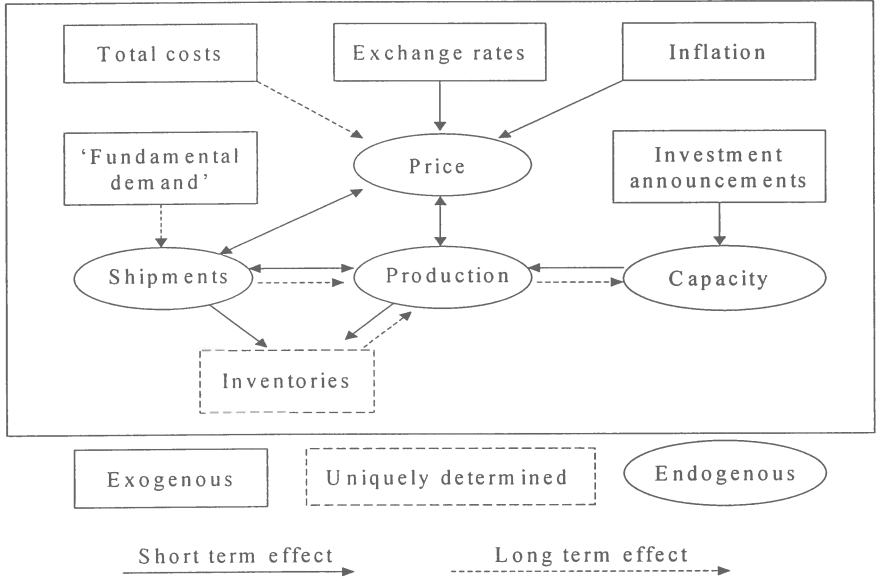 Total costs
Exchange rates
Inflation
'Fundamental
demand'
Price
Investment
announcements
Shipments
Production
Capacity
Inventories
Exogenous
Uniquely determined
Endogenous
Short term effect
Long term effect